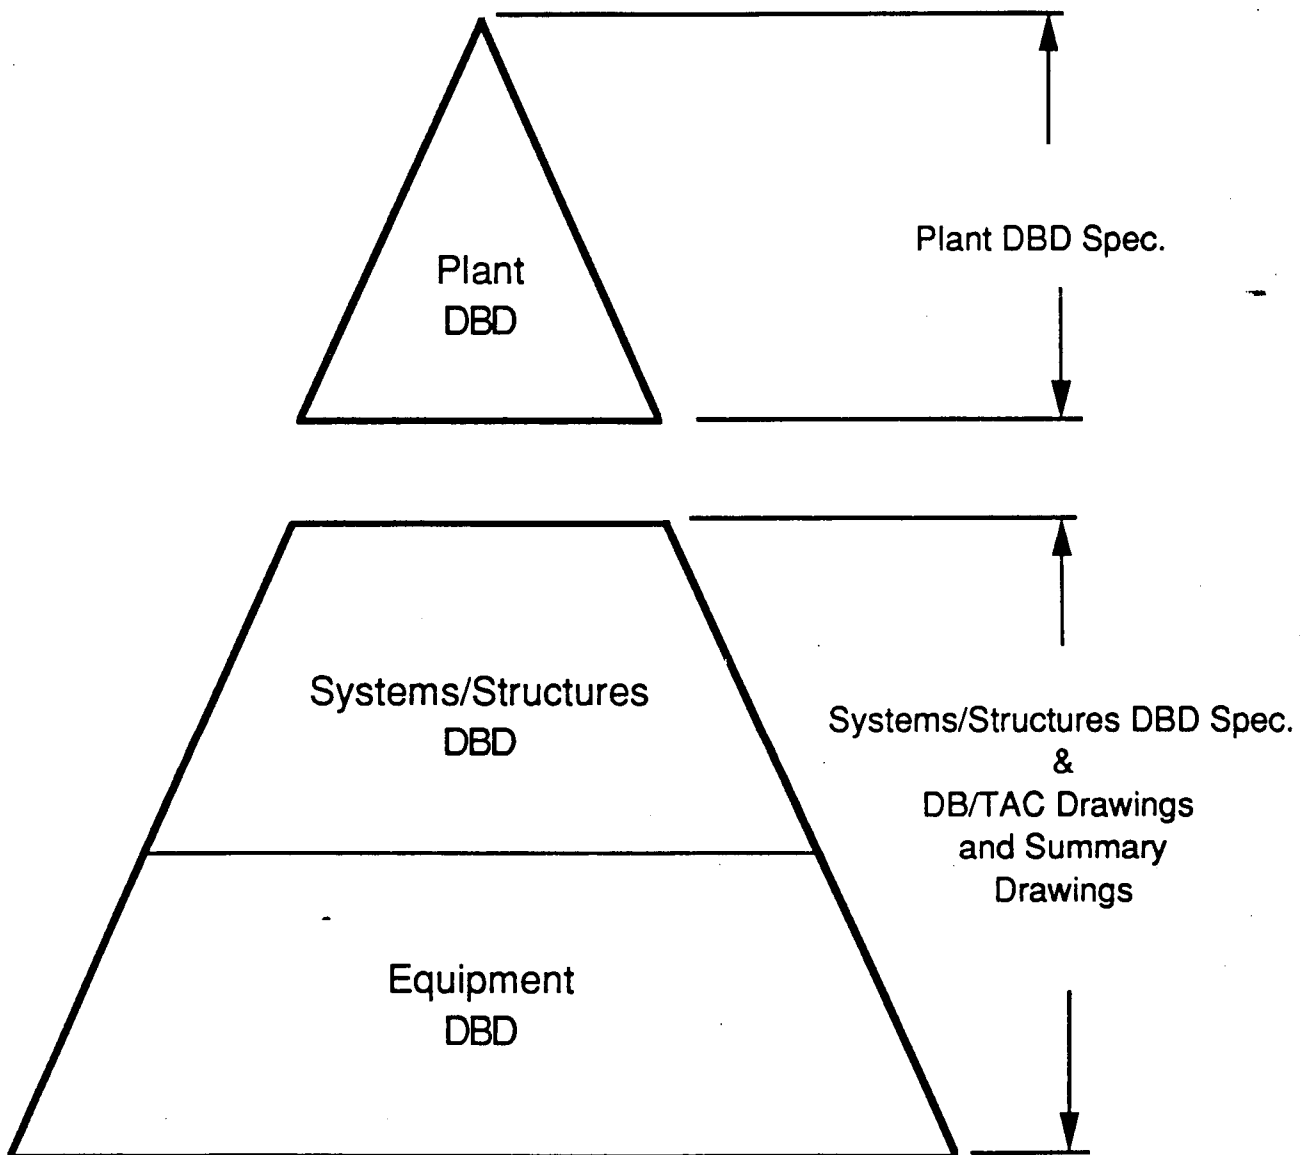 Plant
DBD
Plant DBD Spec.
Systems/Structures
DBD
Systems/Structures DBD Spec.
&
DB/TAC Drawings
and Summary
Drawings
Equipment
DBD